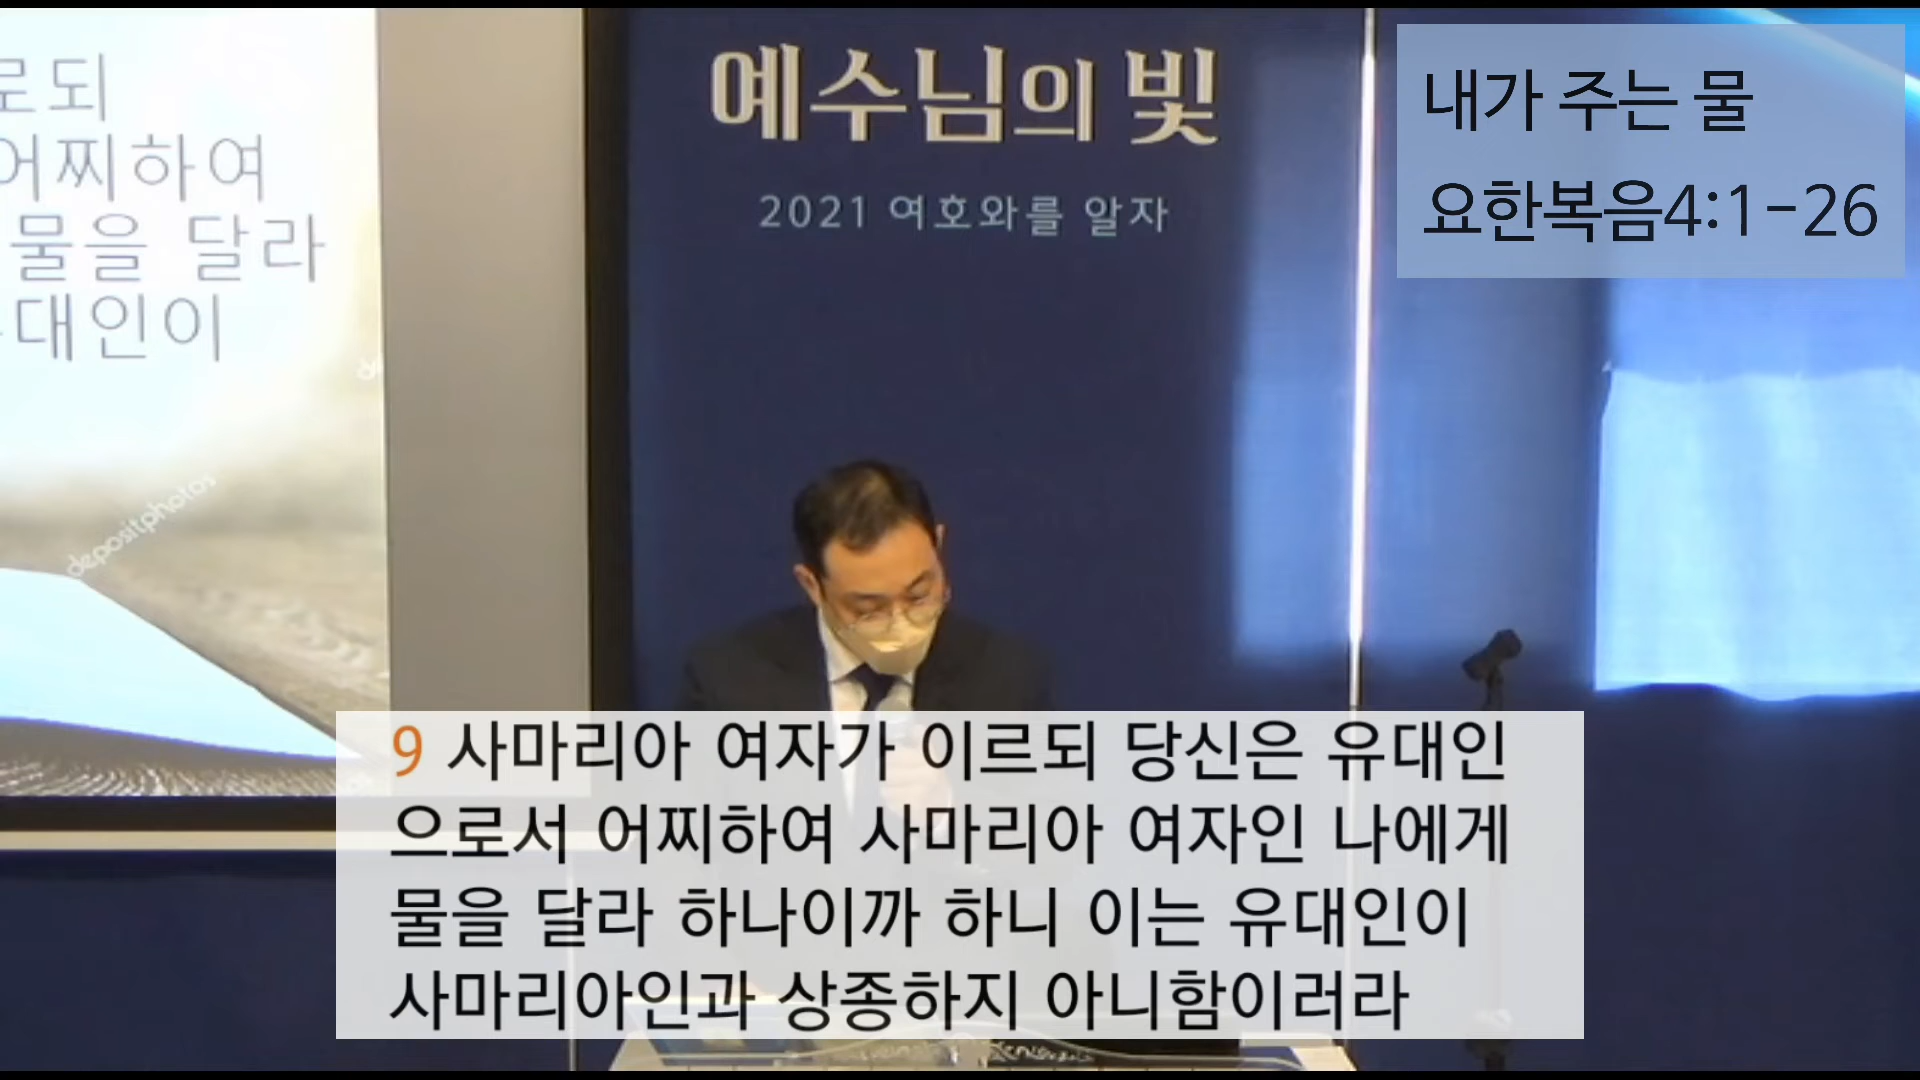 로되
어찌하여
물을 달라
대인이
depositphotos
예수님의 빛
2021 여호와를 알자
내가 주는 물
요한복음4:1-26
9 사마리아 여자가 이르되 당신은 유대인
으로서 어찌하여 사마리아 여자인 나에게
물을 달라 하나이까 하니 이는 유대인이
사마리아인과 상종하지 아니함이러라